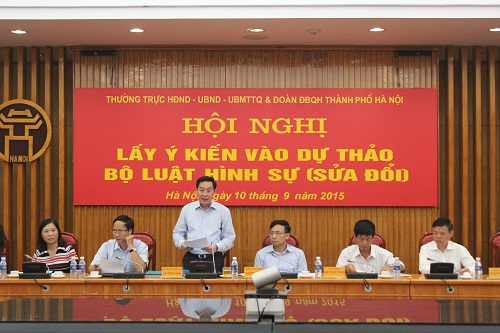 THƯỜNG TRỰC HĐND - UBND - UBMTTQ & ĐOÀN ĐBQH THÀNH PHỐ HÀ NỘI
HỘI NGHỊ
LẤY Ý KIẾN VÀO DỰ THẢO
BỘ LUẬT HÌNH SỰ (SỬA ĐỔI)
Hà Nội, ngày 10 tháng 9 năm 2015
HANOI